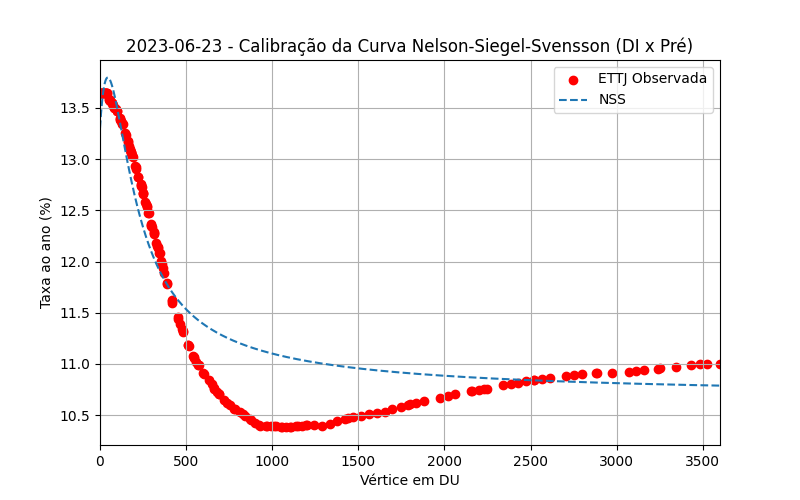 2023-06-23 - Calibração da Curva Nelson-Siegel-Svensson (DI x Pré)
ETTJ Observada
NSS
Taxa ao ano (%)
13.5
13.0
12.5
12.0
11.5
11.0
10.5
0 500 1000 1500 2000 2500 3000 3500
Vértice em DU